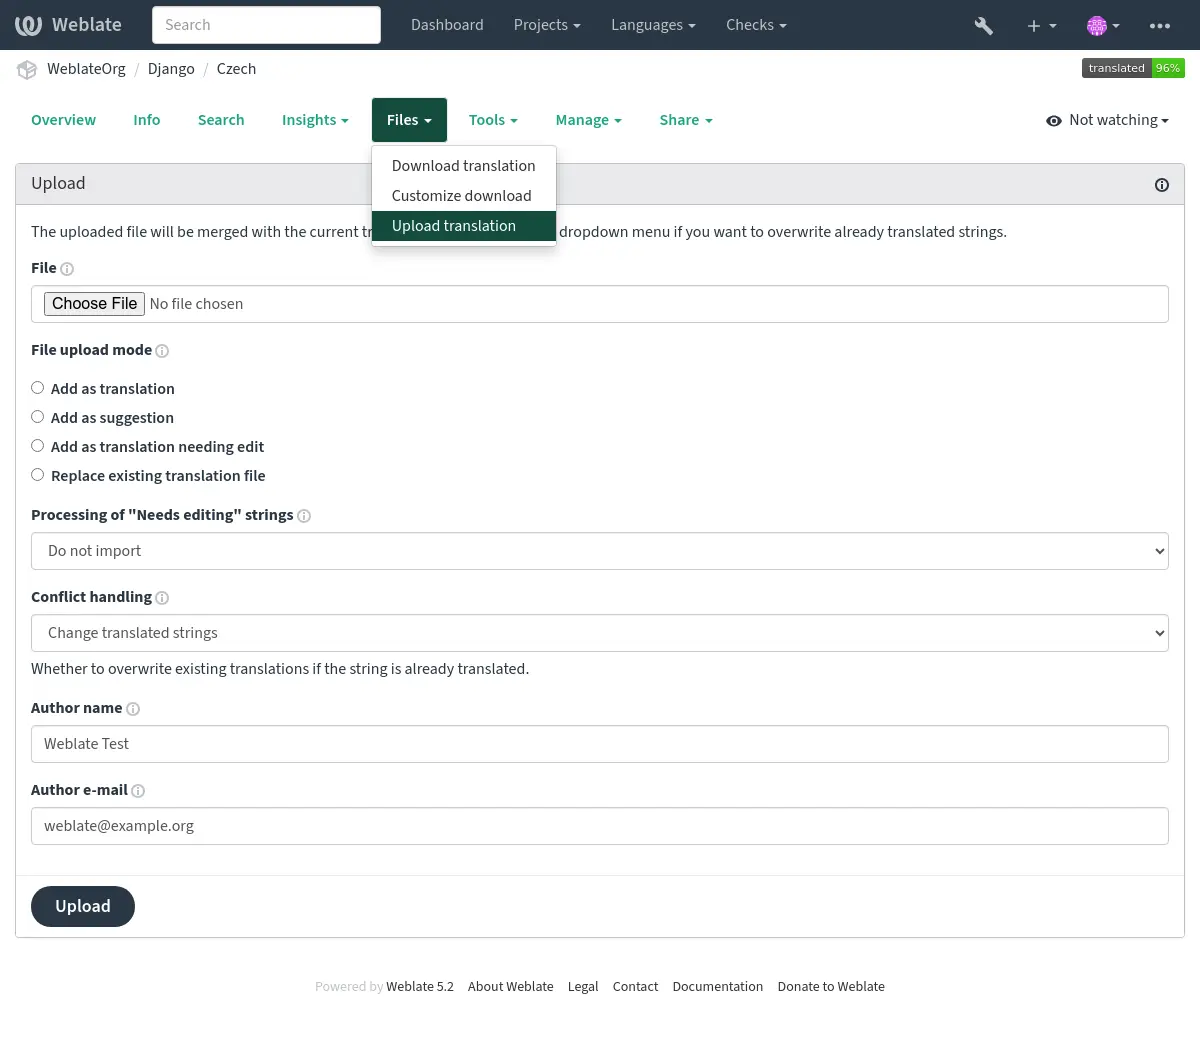 Weblate
Search
Dashboard
Projects
Languages
Checks
WeblateOrg / Django / Czech
translated 96%
Overview
Info
Search
Insights
Files
Tools
Manage
Share
Not watching
Download translation
Customize download
Upload translation
Upload
The uploaded file will be merged with the current dropdown menu if you want to overwrite already translated strings.
File
Choose File No file chosen
File upload mode
Add as translation
Add as suggestion
Add as translation needing edit
Replace existing translation file
Processing of "Needs editing" strings
Do not import
Conflict handling
Change translated strings
Whether to overwrite existing translations if the string is already translated.
Author name
Weblate Test
Author e-mail
weblate@example.org
Upload
Powered by Weblate 5.2 About Weblate Legal Contact Documentation Donate to Weblate